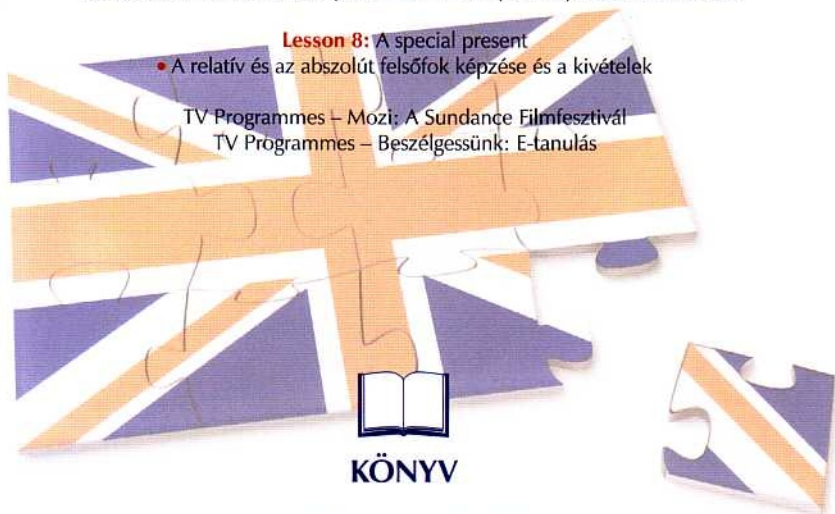 Lesson 8: A special present
• A relatív és az abszolút felsőfok képzése és a kivételek
TV Programmes – Mozi: A Sundance Filmfesztivál
TV Programmes – Beszélgessünk: E-tanulás
KÖNYV